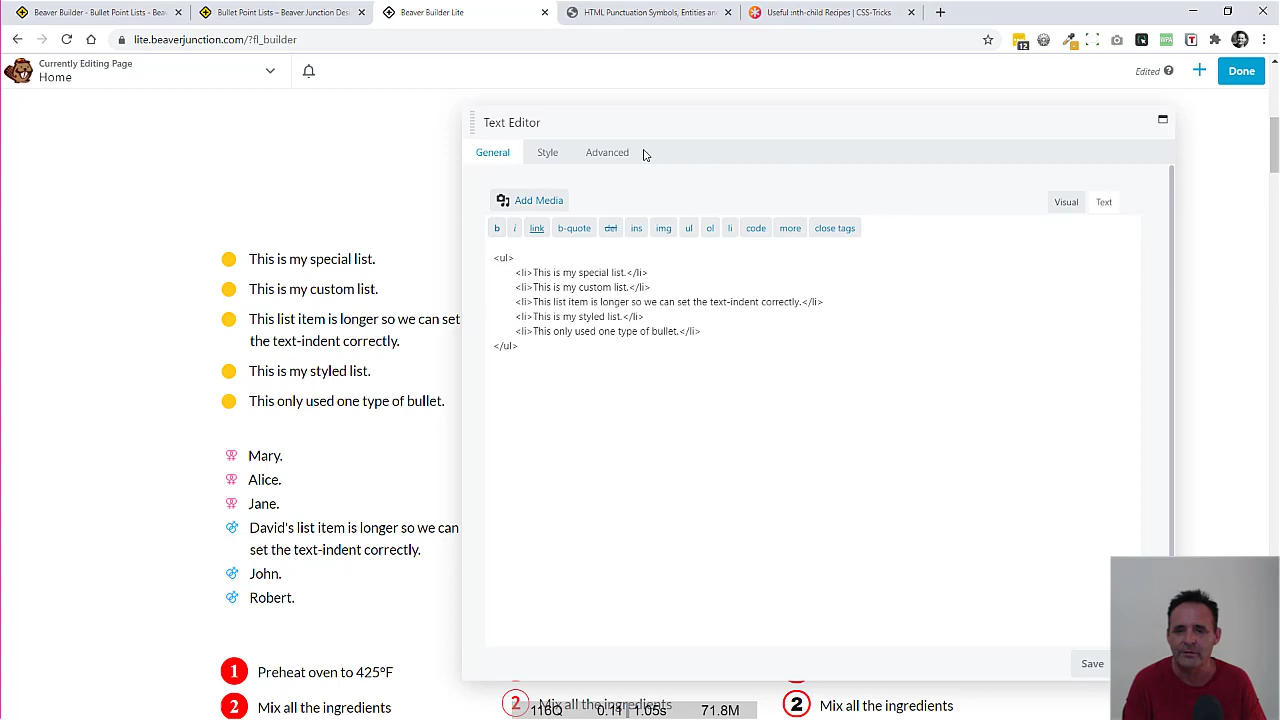 Beaver Builder - Bullet Point Lists - Bea
Bullet Point Lists – Beaver Junction Des
Beaver Builder Lite
HTML Punctuation Symbols, Entities an
Useful :nth-child Recipes | CSS-Tricks
lite.beaverjunction.com/?fl_builder
12
WPA
T
Currently Editing Page
Home
Edited
Done
Text Editor
General
Style
Advanced
Add Media
Visual
Text
b
i
link
b-quote
del
ins
img
ul
ol
li
code
more
close tags
<ul>
<li>This is my special list.</li>
<li>This is my custom list.</li>
<li>This list item is longer so we can set the text-indent correctly.</li>
<li>This is my styled list.</li>
<li>This only used one type of bullet.</li>
</ul>
This is my special list.
This is my custom list.
This list item is longer so we can set
the text-indent correctly.
This is my styled list.
This only used one type of bullet.
Mary.
Alice.
Jane.
David's list item is longer so we can
set the text-indent correctly.
John.
Robert.
Save
1 Preheat oven to 425°F
2 Mix all the ingredients
2 Mix all the ingredients
2 Mix all the ingredients
116Q 0.11 1.05s 71.8M